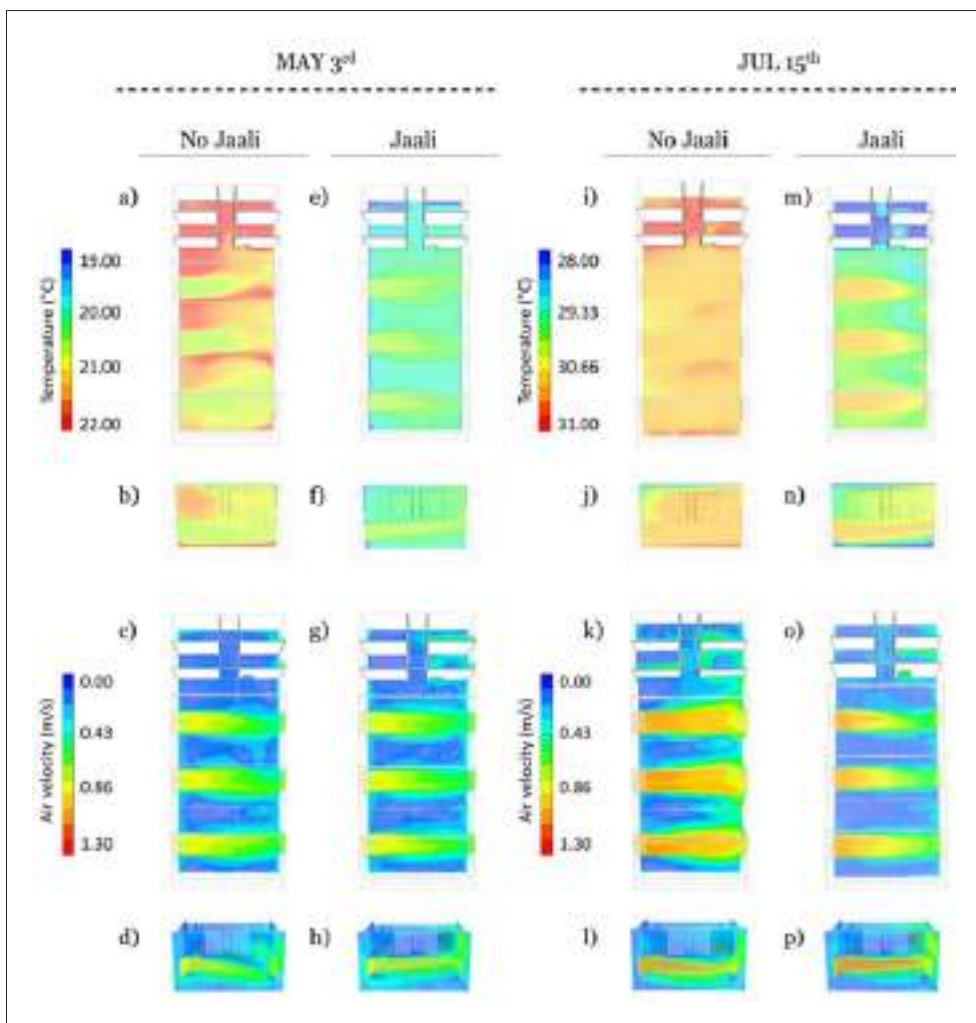 MAY 3rd
JUL 15th
No Jaali
Jaali
No Jaali
Jaali
a)
e)
i)
m)
Temperature (°C)
19.00
20.00
21.00
22.00
Temperature (°C)
28.00
29.33
30.66
31.00
b)
f)
j)
n)
c)
g)
k)
o)
Air velocity (m/s)
0.00
0.43
0.86
1.30
Air velocity (m/s)
0.00
0.43
0.86
1.30
d)
h)
l)
p)